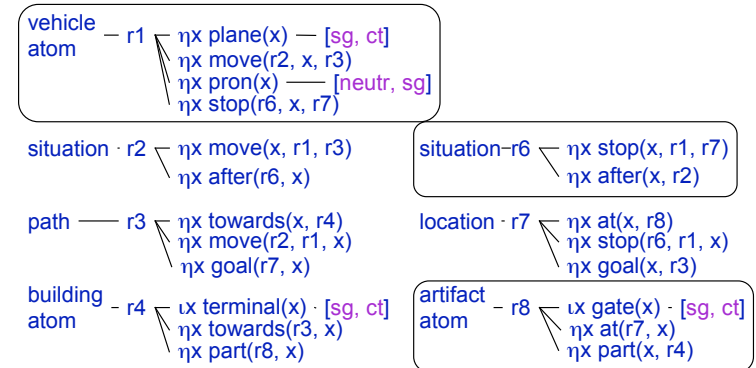 vehicle atom - r1 ηx plane(x) — [sg, ct]
ηx move(r2, x, r3)
ηx pron(x) — [neutr, sg]
ηx stop(r6, x, r7)
situation - r2 ηx move(x, r1, r3)
ηx after(r6, x)
situation – r6 ηx stop(x, r1, r7)
ηx after(x, r2)
path — r3 ηx towards(x, r4)
ηx move(r2, r1, x)
ηx goal(r7, x)
location - r7 ηx at(x, r8)
ηx stop(r6, r1, x)
ηx goal(x, r3)
building atom - r4 ιx terminal(x) - [sg, ct]
ηx towards(r3, x)
ηx part(r8, x)
artifact atom - r8 ιx gate(x) - [sg, ct]
ηx at(r7, x)
ηx part(x, r4)